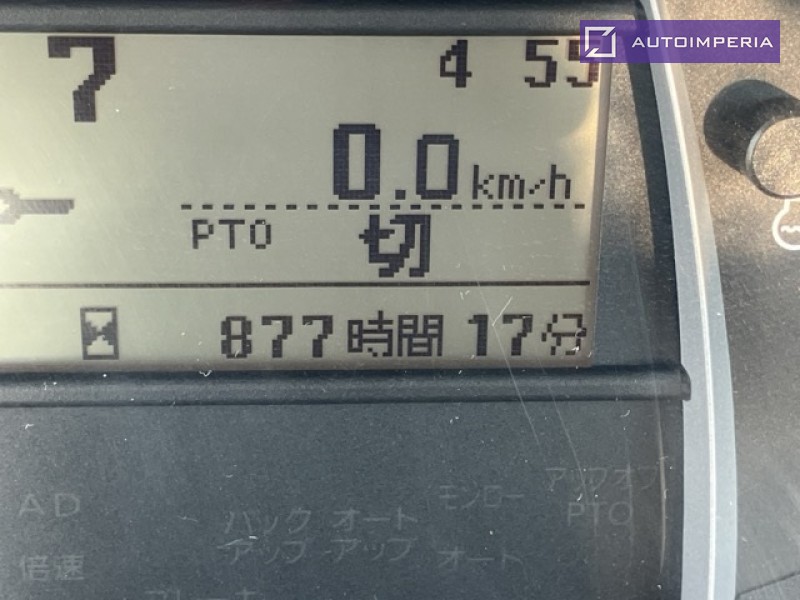 AUTOIMPERIA
7
4 55
0.0 km/h
PTO 切
877時間 17分
AD
バック オート モンロー アップオフ
アップ アップ オート PTO
倍速